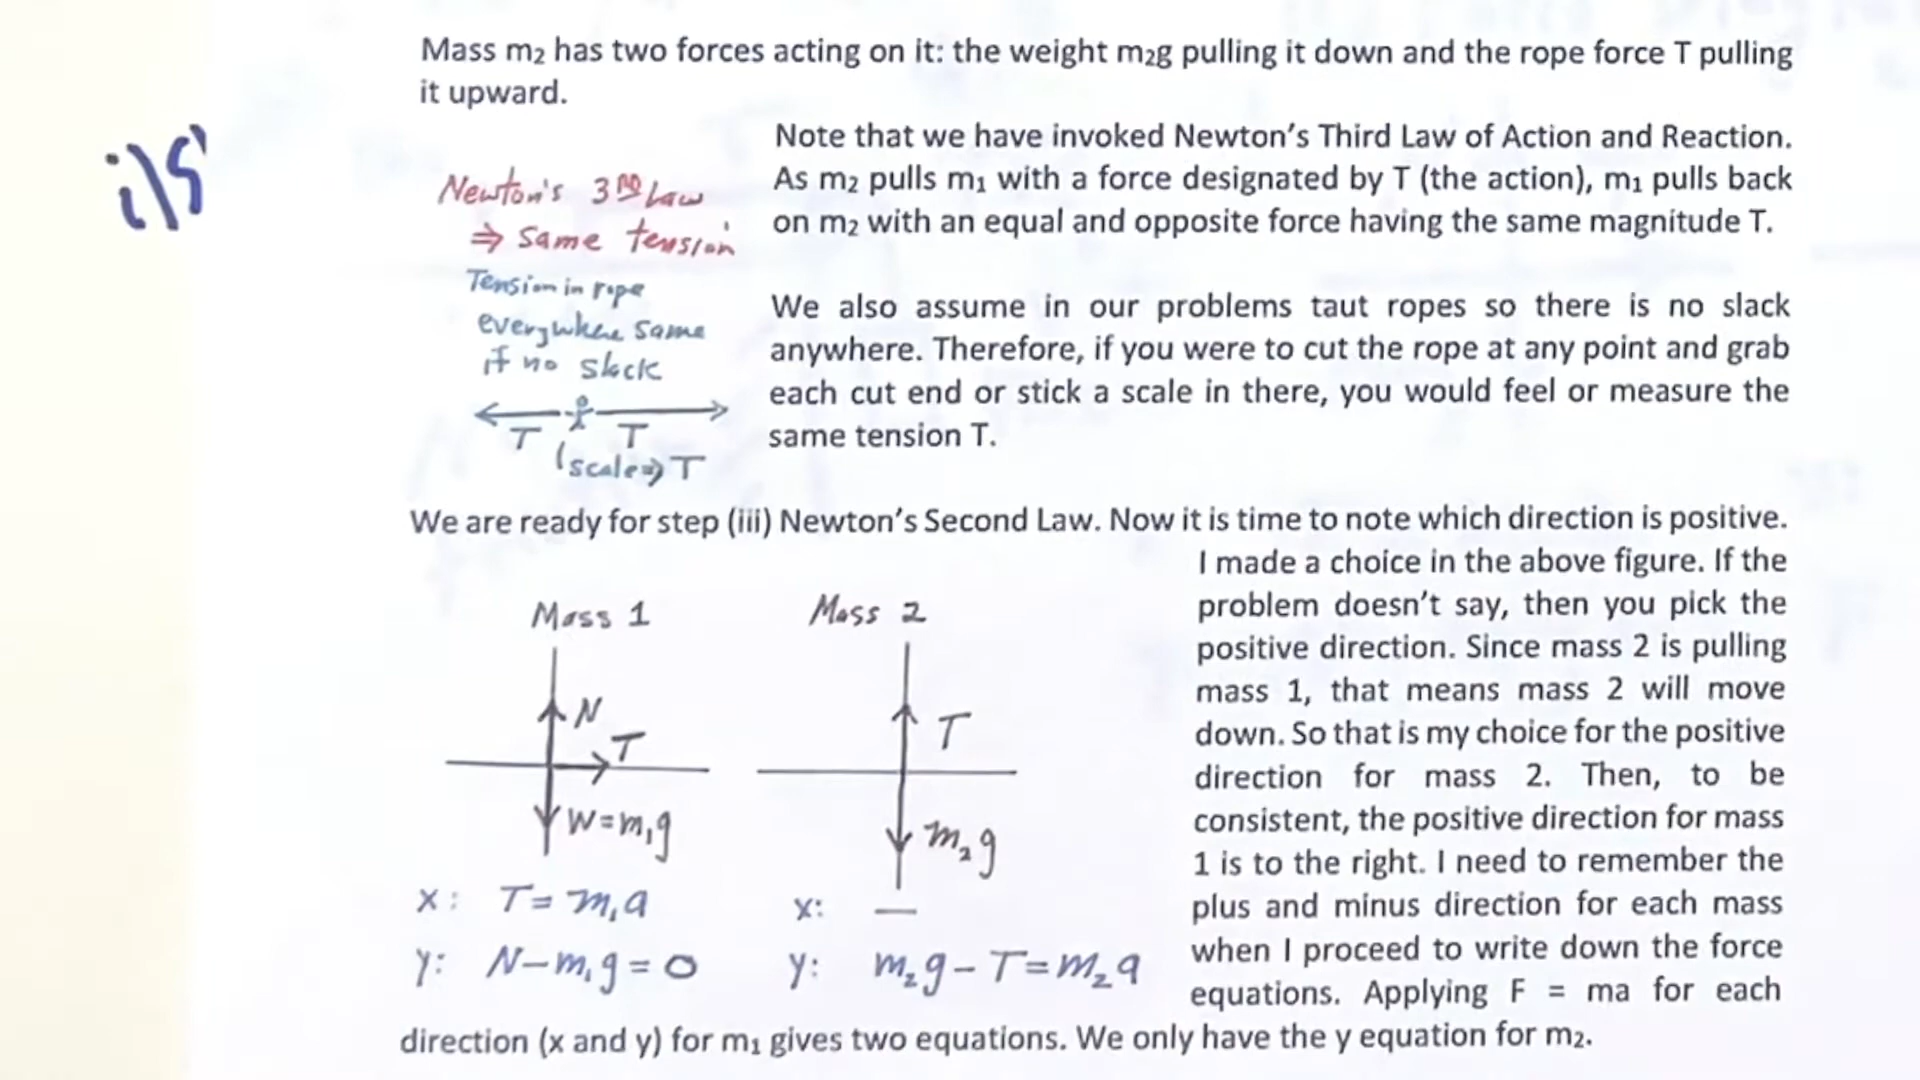 Mass m₂ has two forces acting on it: the weight m₂g pulling it down and the rope force T pulling
it upward.
Note that we have invoked Newton's Third Law of Action and Reaction.
As m₂ pulls m₁ with a force designated by T (the action), m₁ pulls back
on m₂ with an equal and opposite force having the same magnitude T.
Newton's 3RD Law
⇒ same tension
Tension in rope
everywhere same
if no slack
T T
scale⇒T
We also assume in our problems taut ropes so there is no slack
anywhere. Therefore, if you were to cut the rope at any point and grab
each cut end or stick a scale in there, you would feel or measure the
same tension T.
We are ready for step (iii) Newton's Second Law. Now it is time to note which direction is positive.
I made a choice in the above figure. If the
problem doesn't say, then you pick the
positive direction. Since mass 2 is pulling
mass 1, that means mass 2 will move
down. So that is my choice for the positive
direction for mass 2. Then, to be
consistent, the positive direction for mass
1 is to the right. I need to remember the
plus and minus direction for each mass
when I proceed to write down the force
equations. Applying F = ma for each
direction (x and y) for m₁ gives two equations. We only have the y equation for m₂.
Mass 1
N
T
W=m₁g
x: T=m₁a
y: N-m₁g=0
Mass 2
T
m₂g
x: —
y: m₂g-T=m₂a